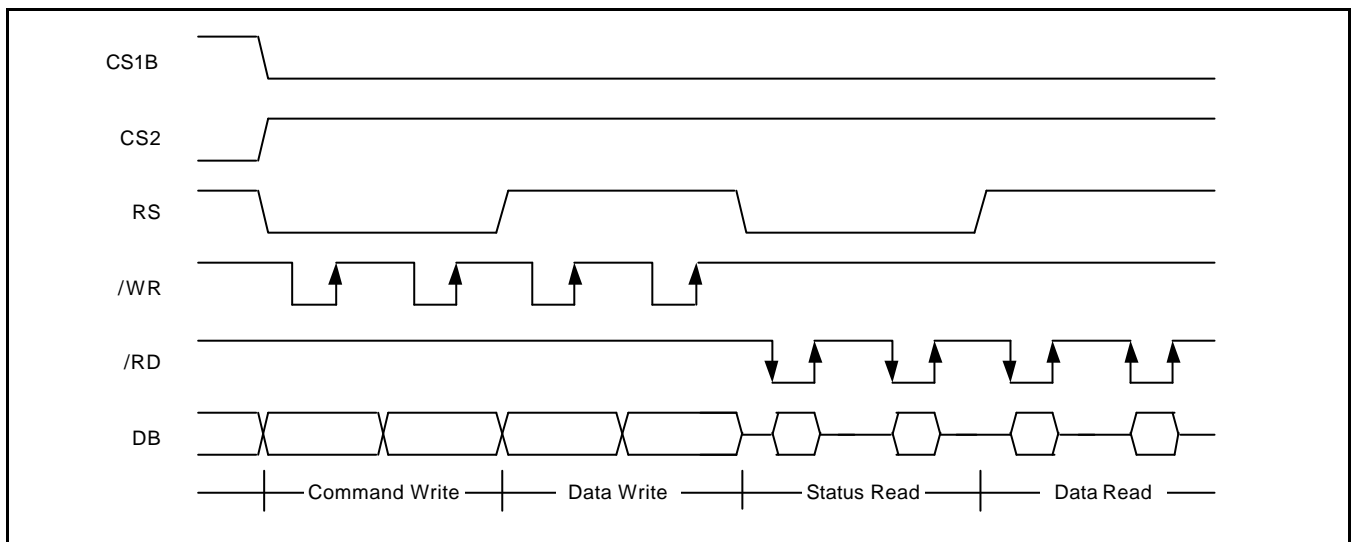 CS1B
CS2
RS
/WR
/RD
DB
Command Write Data Write Status Read Data Read